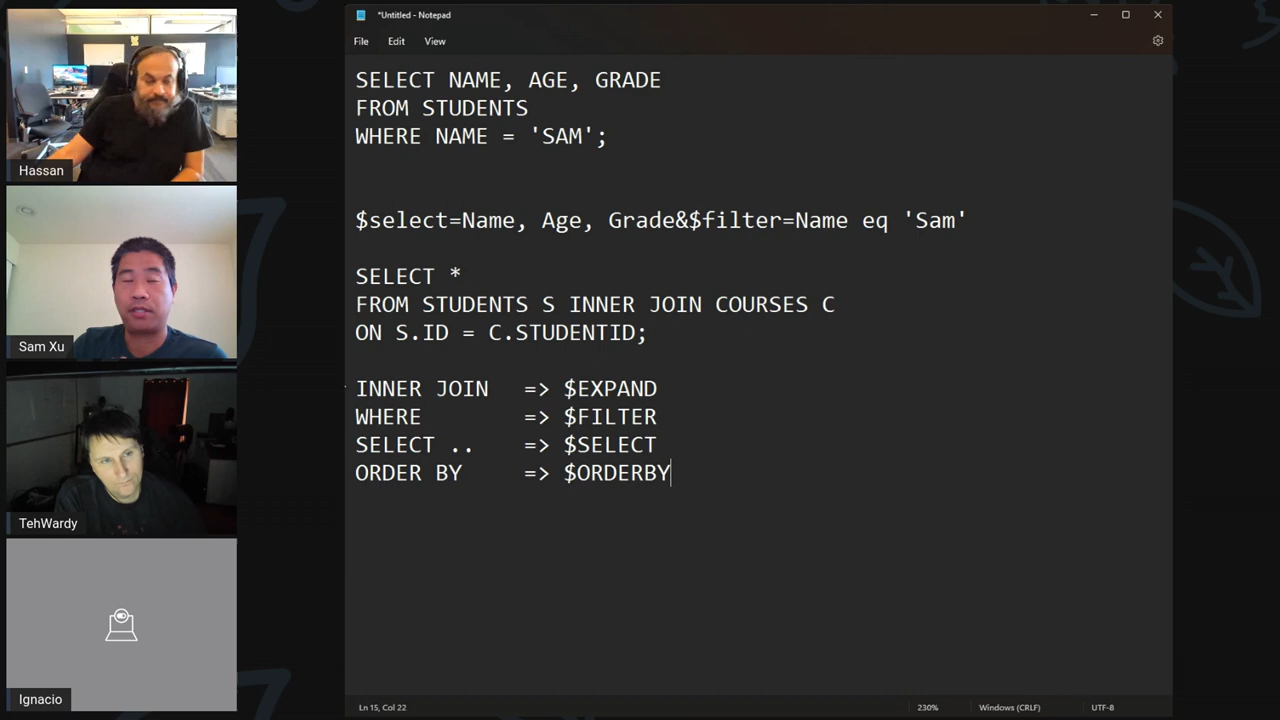 Hassan
Sam Xu
TehWardy
Ignacio
*Untitled - Notepad
File Edit View
SELECT NAME, AGE, GRADE
FROM STUDENTS
WHERE NAME = 'SAM';
$select=Name, Age, Grade&$filter=Name eq 'Sam'
SELECT *
FROM STUDENTS S INNER JOIN COURSES C
ON S.ID = C.STUDENTID;
INNER JOIN => $EXPAND
WHERE => $FILTER
SELECT .. => $SELECT
ORDER BY => $ORDERBY
Ln 15, Col 22 230% Windows (CRLF) UTF-8